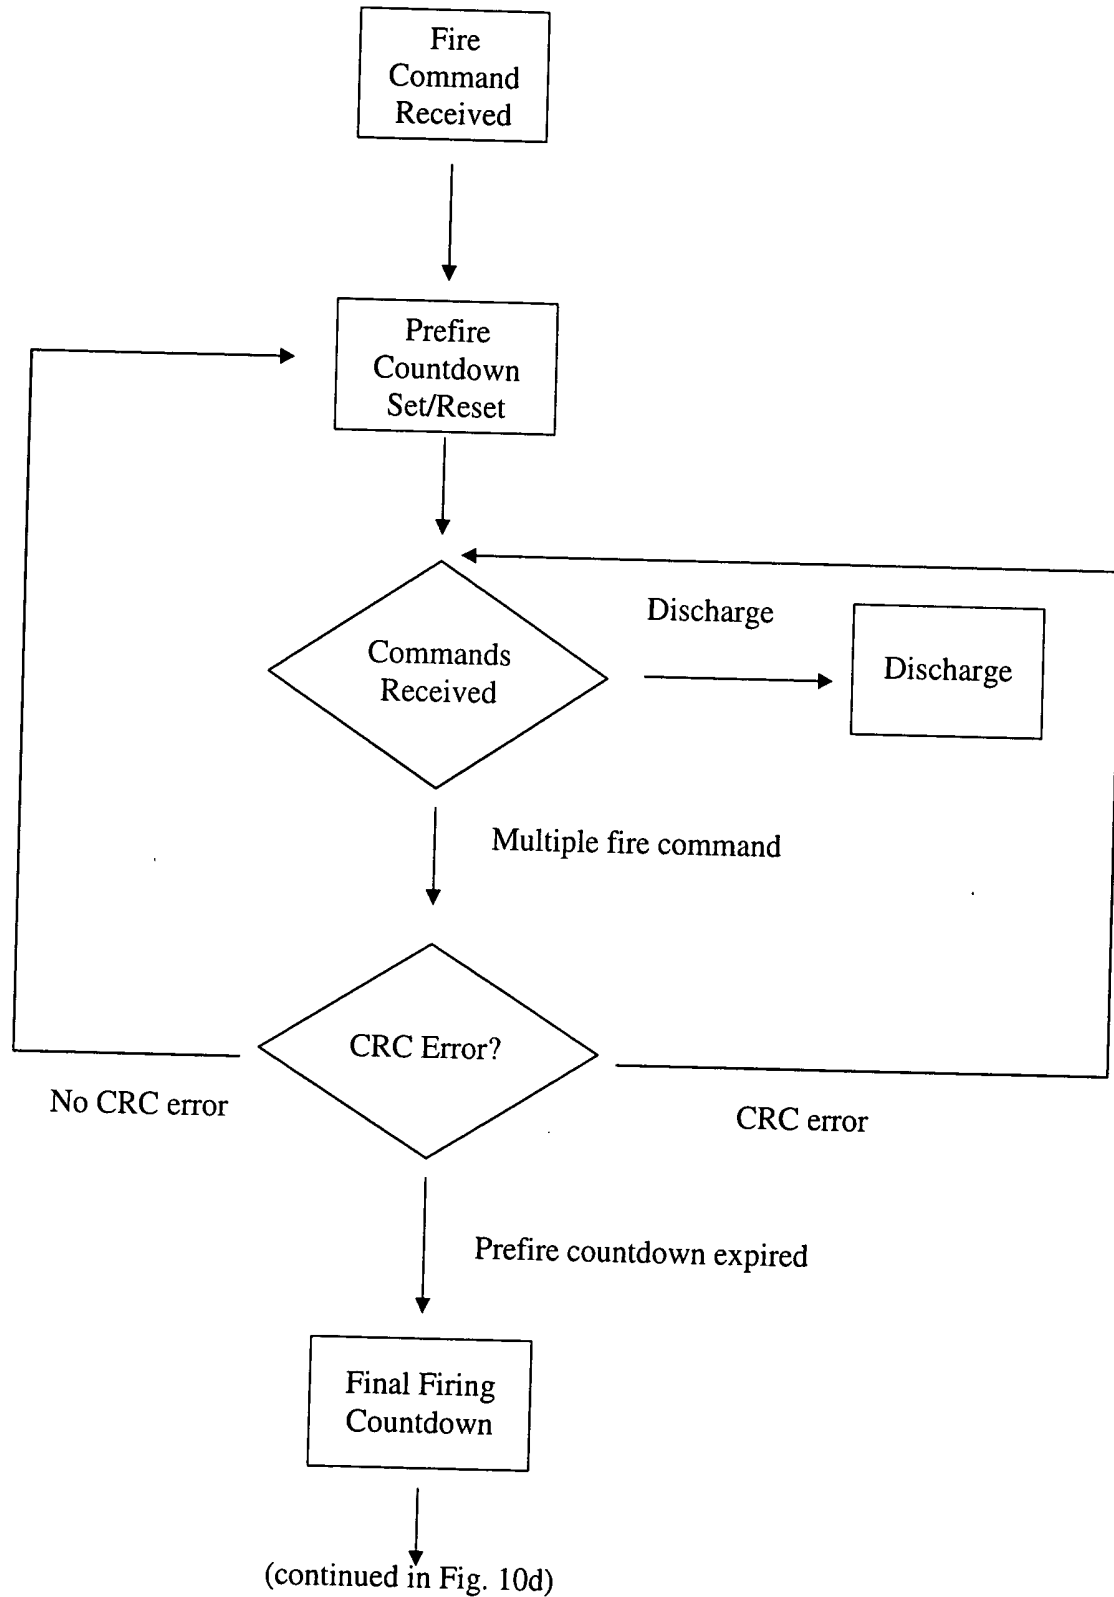 Fire
Command
Received
Prefire
Countdown
Set/Reset
Discharge
Commands
Received
Discharge
Multiple fire command
CRC Error?
No CRC error
CRC error
Prefire countdown expired
Final Firing
Countdown
(continued in Fig. 10d)